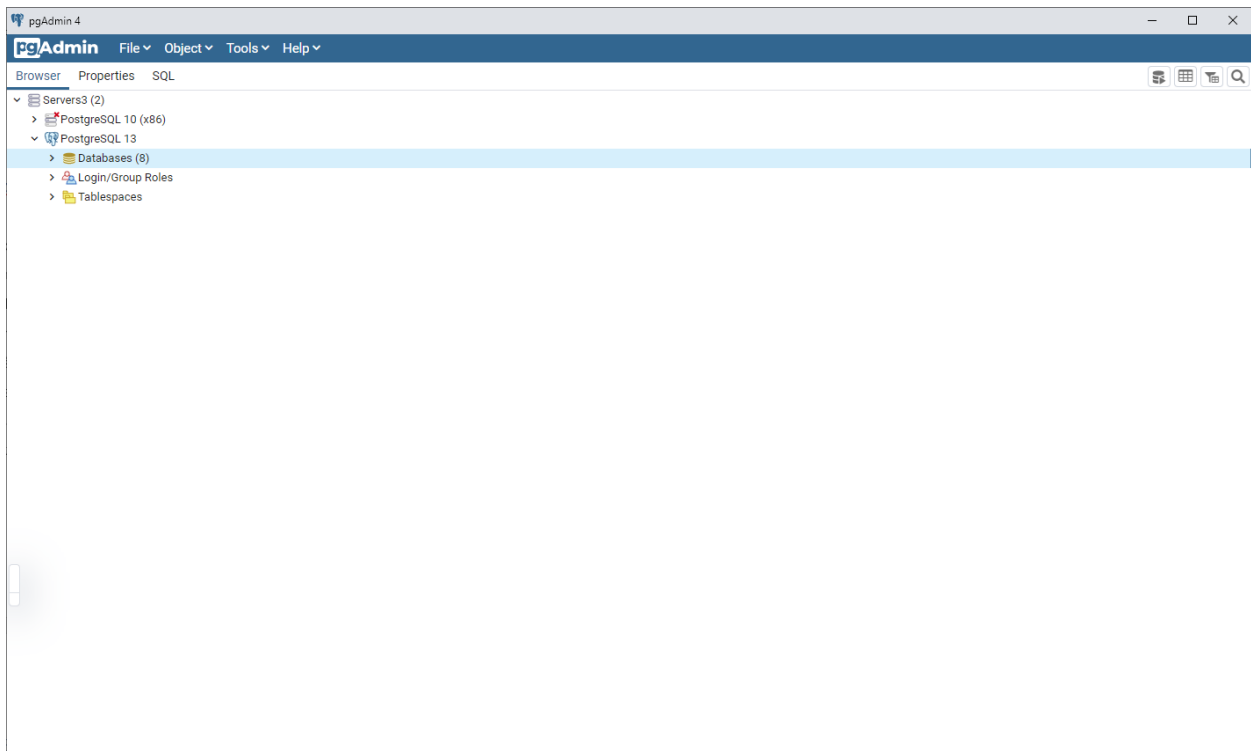 pgAdmin 4
pgAdmin File Object Tools Help
Browser Properties SQL
Servers3 (2)
PostgreSQL 10 (x86)
PostgreSQL 13
Databases (8)
Login/Group Roles
Tablespaces